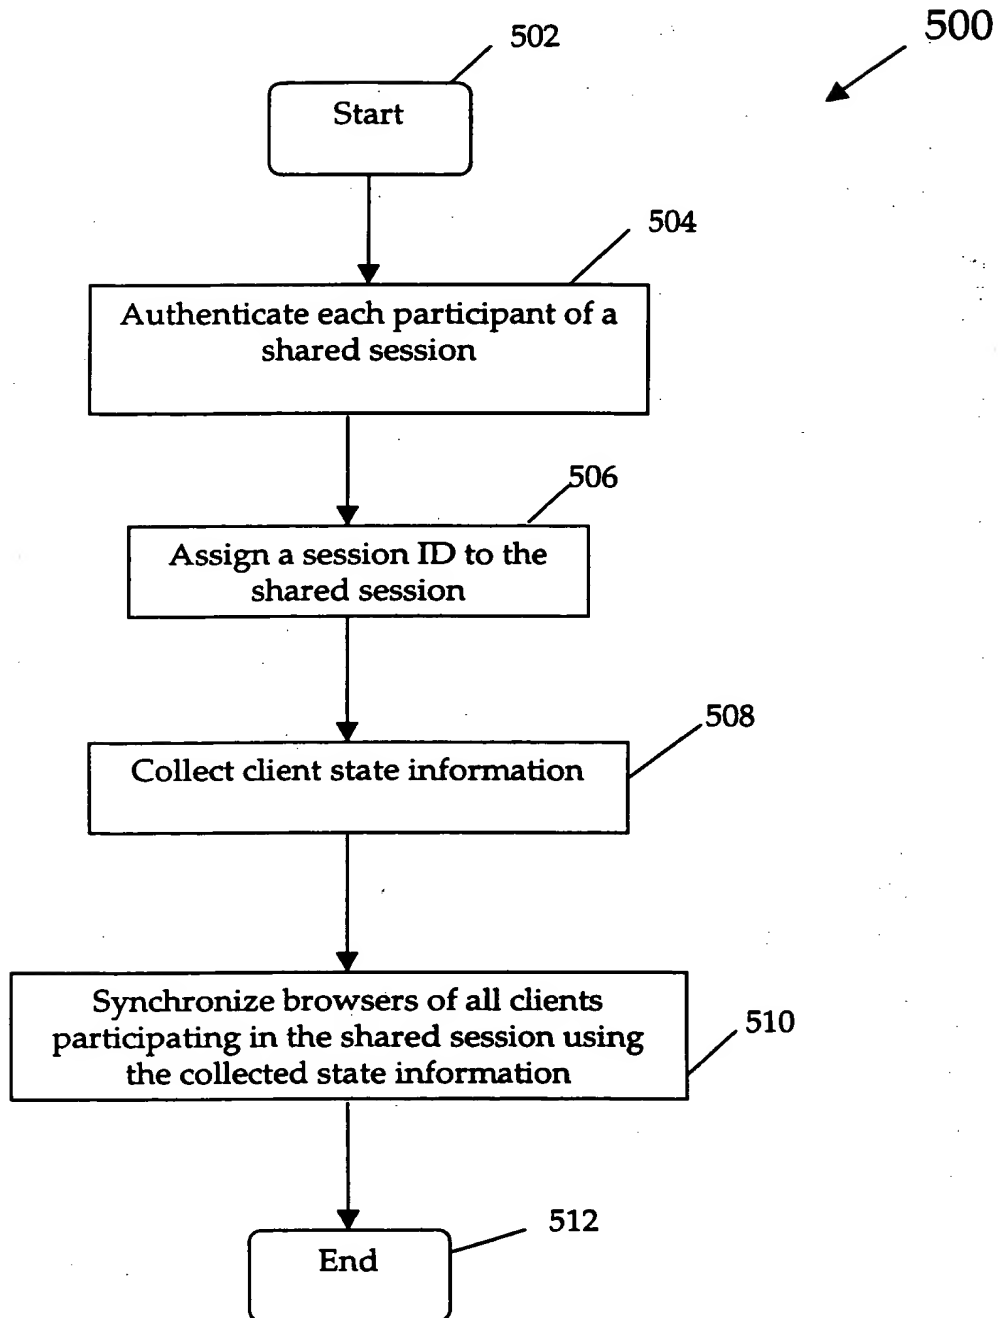 500
502
Start
504
Authenticate each participant of a
shared session
506
Assign a session ID to the
shared session
508
Collect client state information
Synchronize browsers of all clients
participating in the shared session using
the collected state information
510
512
End